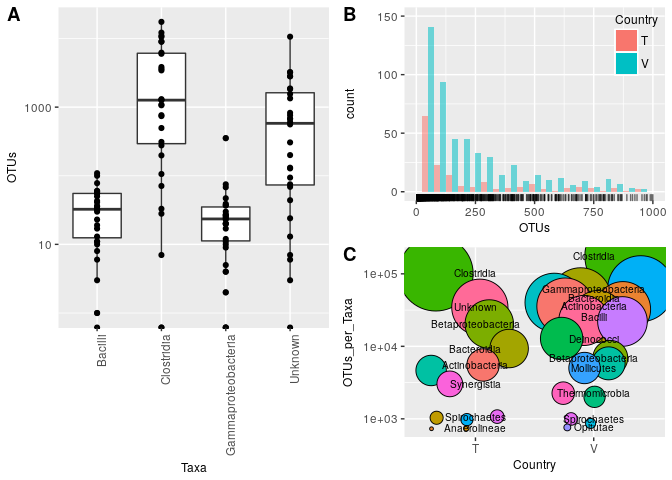 A
OTUs
1000
10
Bacilli
Clostridia
Gammaproteobacteria
Unknown
Taxa
B
count
150
100
50
0
0
250
500
750
1000
OTUs
Country
T
V
C
OTUs_per_Taxa
1e+05
1e+04
1e+03
Clostridia
Clostridia
Unknown
Gammaproteobacteria
Bacteroidia
Actinobacteria
Bacilli
Betaproteobacteria
Deinococci
Bacteroidia
Betaproteobacteria
Actinobacteria
Mollicutes
Synergistia
Thermomicrobia
Spirochaetes
Spirochaetes
Anaerolineae
Opitutae
T
V
Country